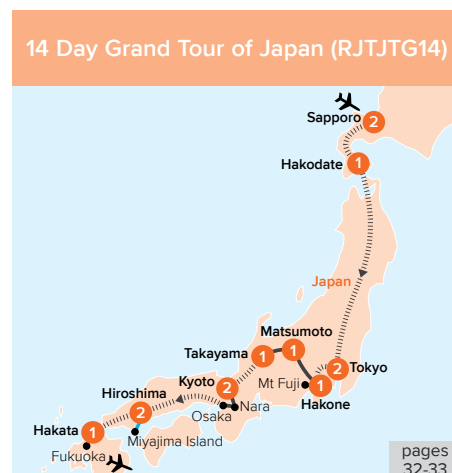 14 Day Grand Tour of Japan (RJTJTG14)
Sapporo
2
Hakodate
1
Japan
Matsumoto
1
Takayama
1
Tokyo
2
Mt Fuji
1
Hakone
Kyoto
2
Nara
Osaka
Hiroshima
2
Miyajima Island
Hakata
1
Fukuoka
pages
32-33